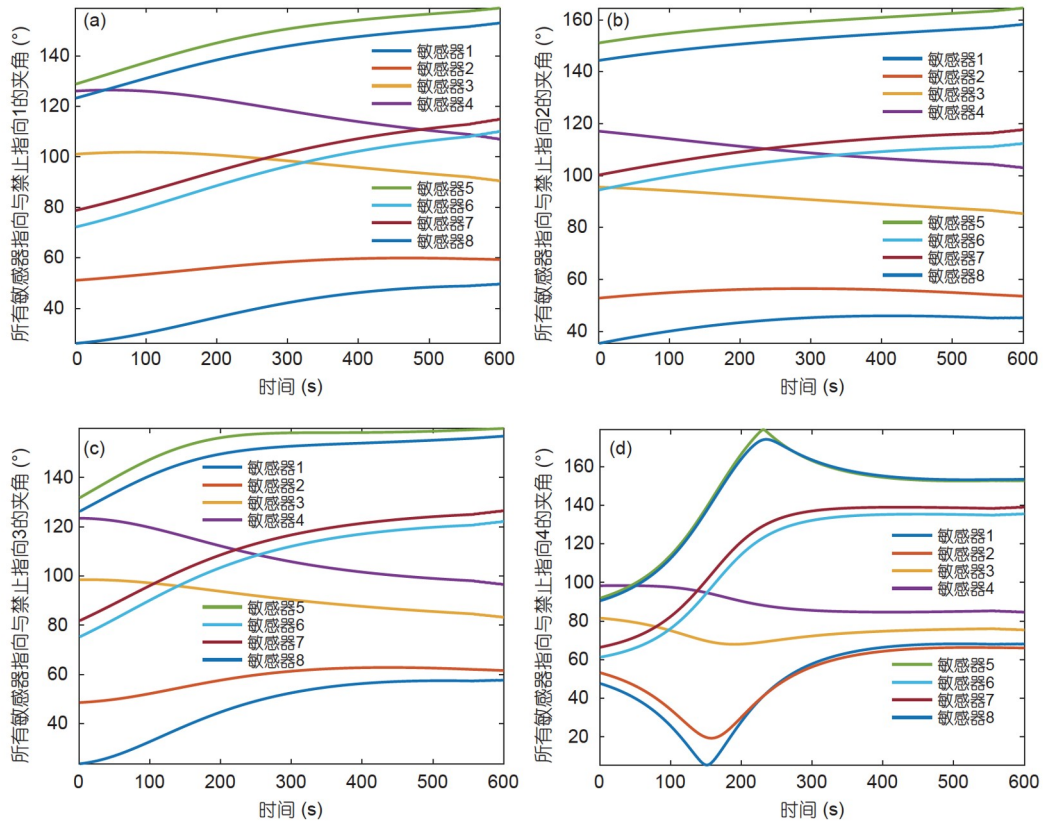 (a)
所有敏感器指向与禁止指向1的夹角 (°)
140
120
100
80
60
40
敏感器1
敏感器2
敏感器3
敏感器4
敏感器5
敏感器6
敏感器7
敏感器8
0 100 200 300 400 500 600
时间 (s)
(b)
所有敏感器指向与禁止指向2的夹角 (°)
160
140
120
100
80
60
40
敏感器1
敏感器2
敏感器3
敏感器4
敏感器5
敏感器6
敏感器7
敏感器8
0 100 200 300 400 500 600
时间 (s)
(c)
所有敏感器指向与禁止指向3的夹角 (°)
140
120
100
80
60
40
敏感器1
敏感器2
敏感器3
敏感器4
敏感器5
敏感器6
敏感器7
敏感器8
0 100 200 300 400 500 600
时间 (s)
(d)
所有敏感器指向与禁止指向4的夹角 (°)
160
140
120
100
80
60
40
20
敏感器1
敏感器2
敏感器3
敏感器4
敏感器5
敏感器6
敏感器7
敏感器8
0 100 200 300 400 500 600
时间 (s)